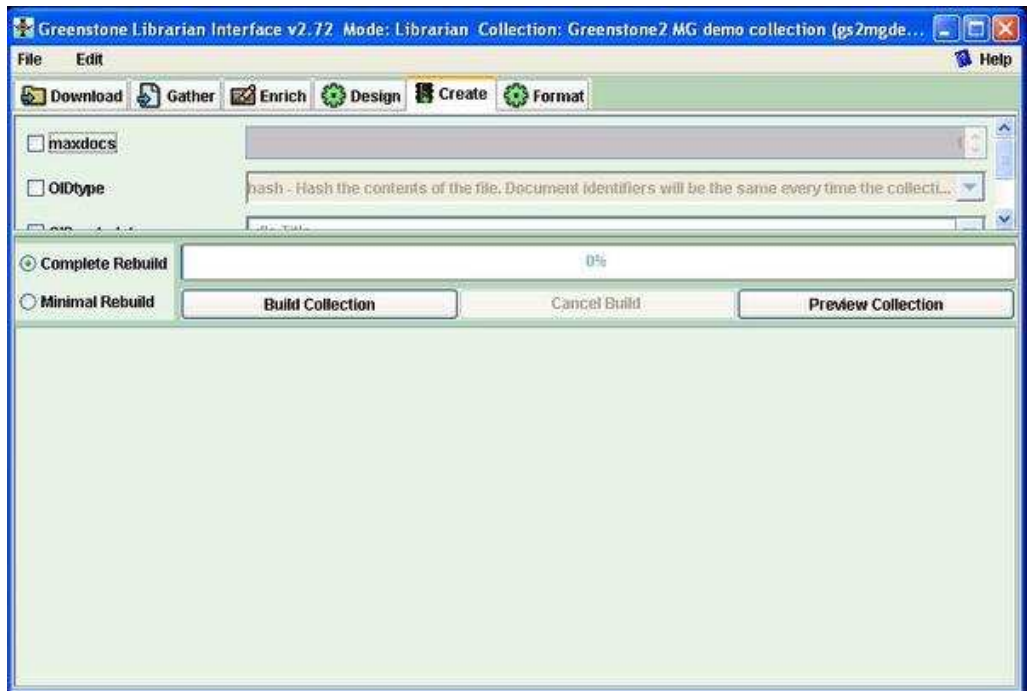 Greenstone Librarian Interface v2.72 Mode: Librarian Collection: Greenstone2 MG demo collection (gs2mgde...
File Edit Help
Download Gather Enrich Design Create Format
maxdocs
OIDtype hash - Hash the contents of the file. Document identifiers will be the same every time the collecti...
Complete Rebuild 0%
Minimal Rebuild Build Collection Cancel Build Preview Collection